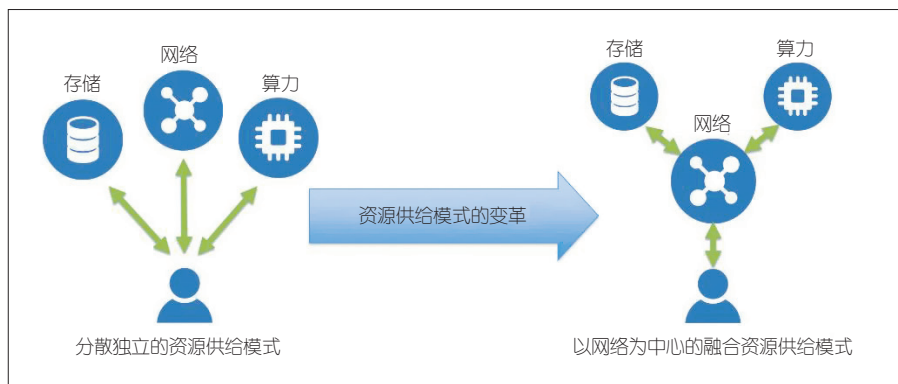 网络
存储
算力
分散独立的资源供给模式
资源供给模式的变革
存储
算力
网络
以网络为中心的融合资源供给模式